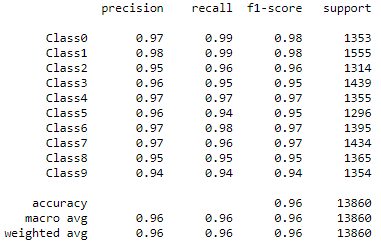 precision recall f1-score support
Class0 0.97 0.99 0.98 1353
Class1 0.98 0.99 0.98 1555
Class2 0.95 0.96 0.96 1314
Class3 0.96 0.95 0.95 1439
Class4 0.97 0.97 0.97 1355
Class5 0.96 0.94 0.95 1296
Class6 0.97 0.98 0.97 1395
Class7 0.97 0.96 0.97 1434
Class8 0.95 0.95 0.95 1365
Class9 0.94 0.94 0.94 1354
accuracy 0.96 13860
macro avg 0.96 0.96 0.96 13860
weighted avg 0.96 0.96 0.96 13860